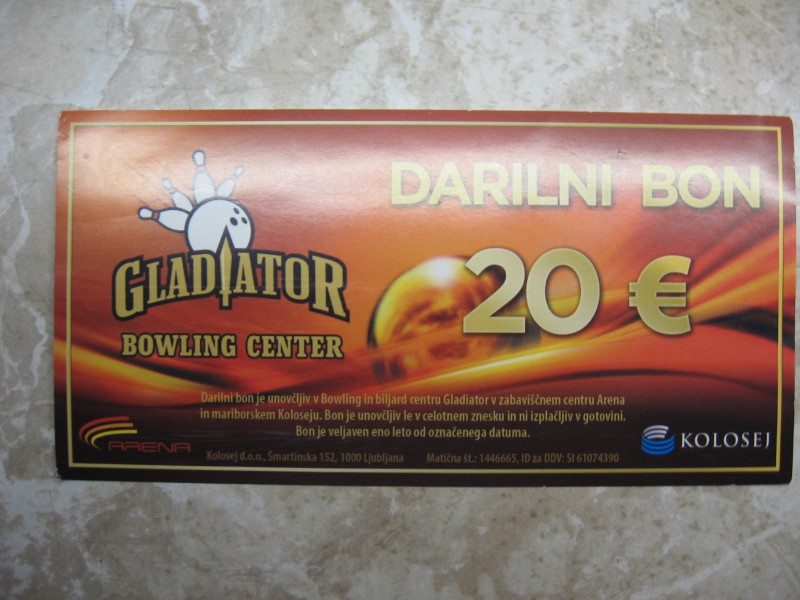 DARILNI BON
GLADIATOR
BOWLING CENTER
20 €
Darilni bon je unovčljiv v Bowling in biljard centru Gladiator v zabaviščnem centru Arena
in mariborskem Koloseju. Bon je unovčljiv le v celotnem znesku in ni izplačljiv v gotovini.
Bon je veljaven eno leto od označenega datuma.
ARENA
KOLOSEJ
Kolosej d.o.o., Šmartinska 152, 1000 Ljubljana Matična št.: 1446665, ID za DDV: SI 61074390